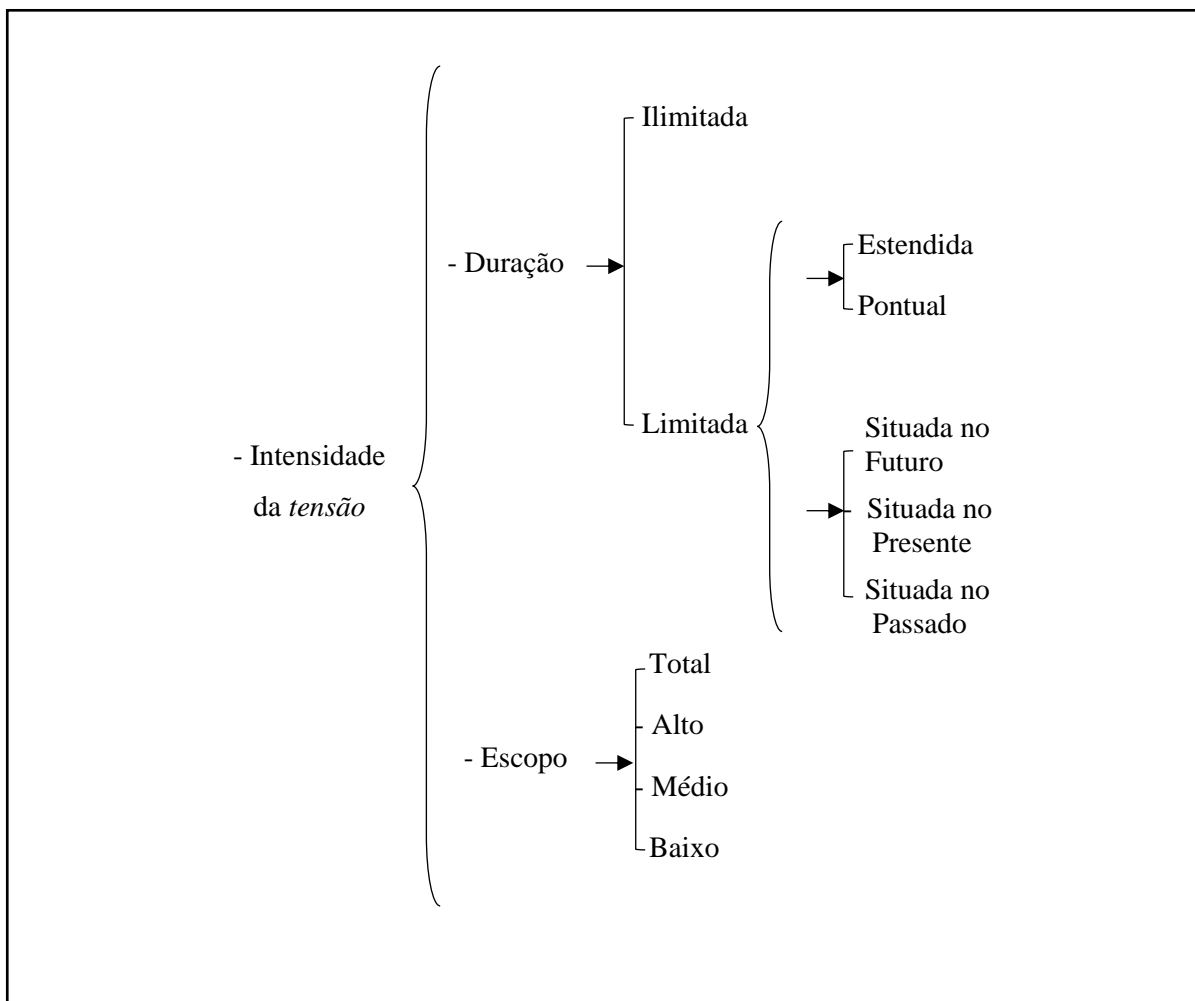 Ilimitada
Estendida
- Duração
Pontual
Limitada
Situada no
Futuro
- Intensidade
da tensão
Situada no
Presente
Situada no
Passado
Total
Alto
- Escopo
Médio
Baixo